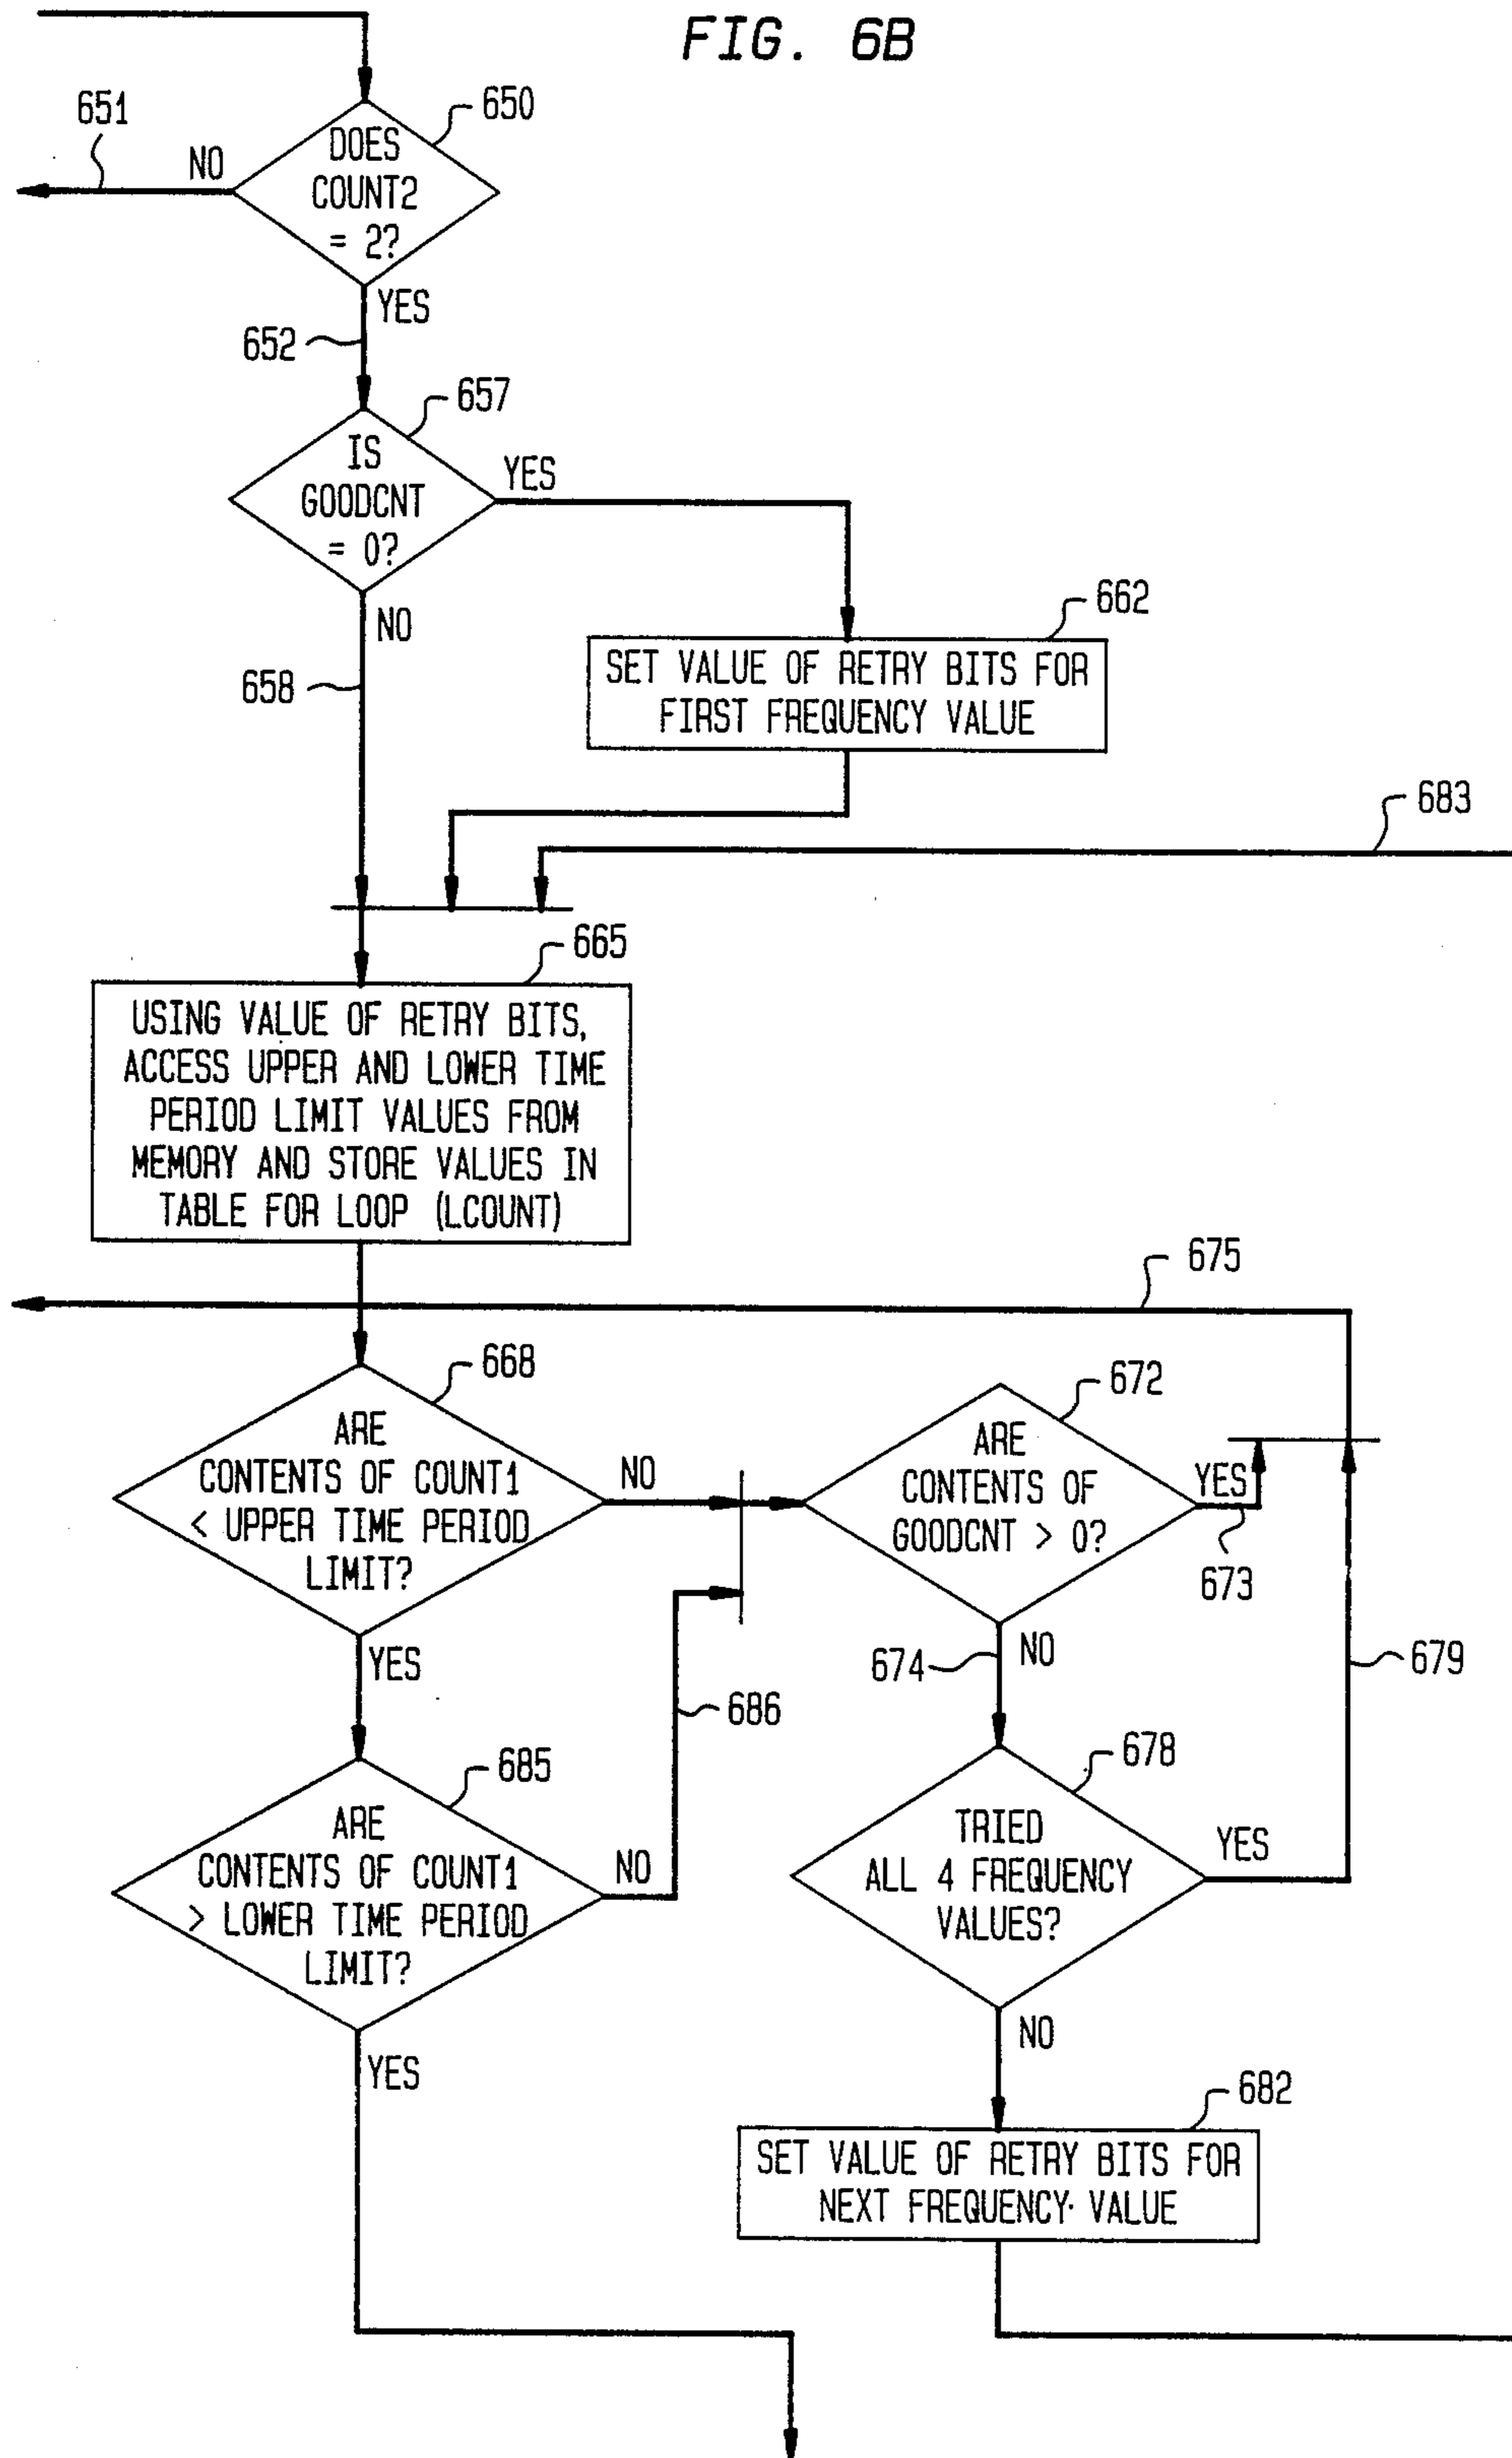 FIG. 6B
651
NO
650
DOES
COUNT2
= 2?
YES
652
657
IS
GOODCNT
= 0?
YES
NO
658
662
SET VALUE OF RETRY BITS FOR
FIRST FREQUENCY VALUE
683
665
USING VALUE OF RETRY BITS,
ACCESS UPPER AND LOWER TIME
PERIOD LIMIT VALUES FROM
MEMORY AND STORE VALUES IN
TABLE FOR LOOP (LCOUNT)
675
668
ARE
CONTENTS OF COUNT1
< UPPER TIME PERIOD
LIMIT?
NO
YES
672
ARE
CONTENTS OF
GOODCNT > 0?
YES
673
674
NO
679
686
685
ARE
CONTENTS OF COUNT1
> LOWER TIME PERIOD
LIMIT?
NO
YES
678
TRIED
ALL 4 FREQUENCY
VALUES?
YES
NO
682
SET VALUE OF RETRY BITS FOR
NEXT FREQUENCY VALUE